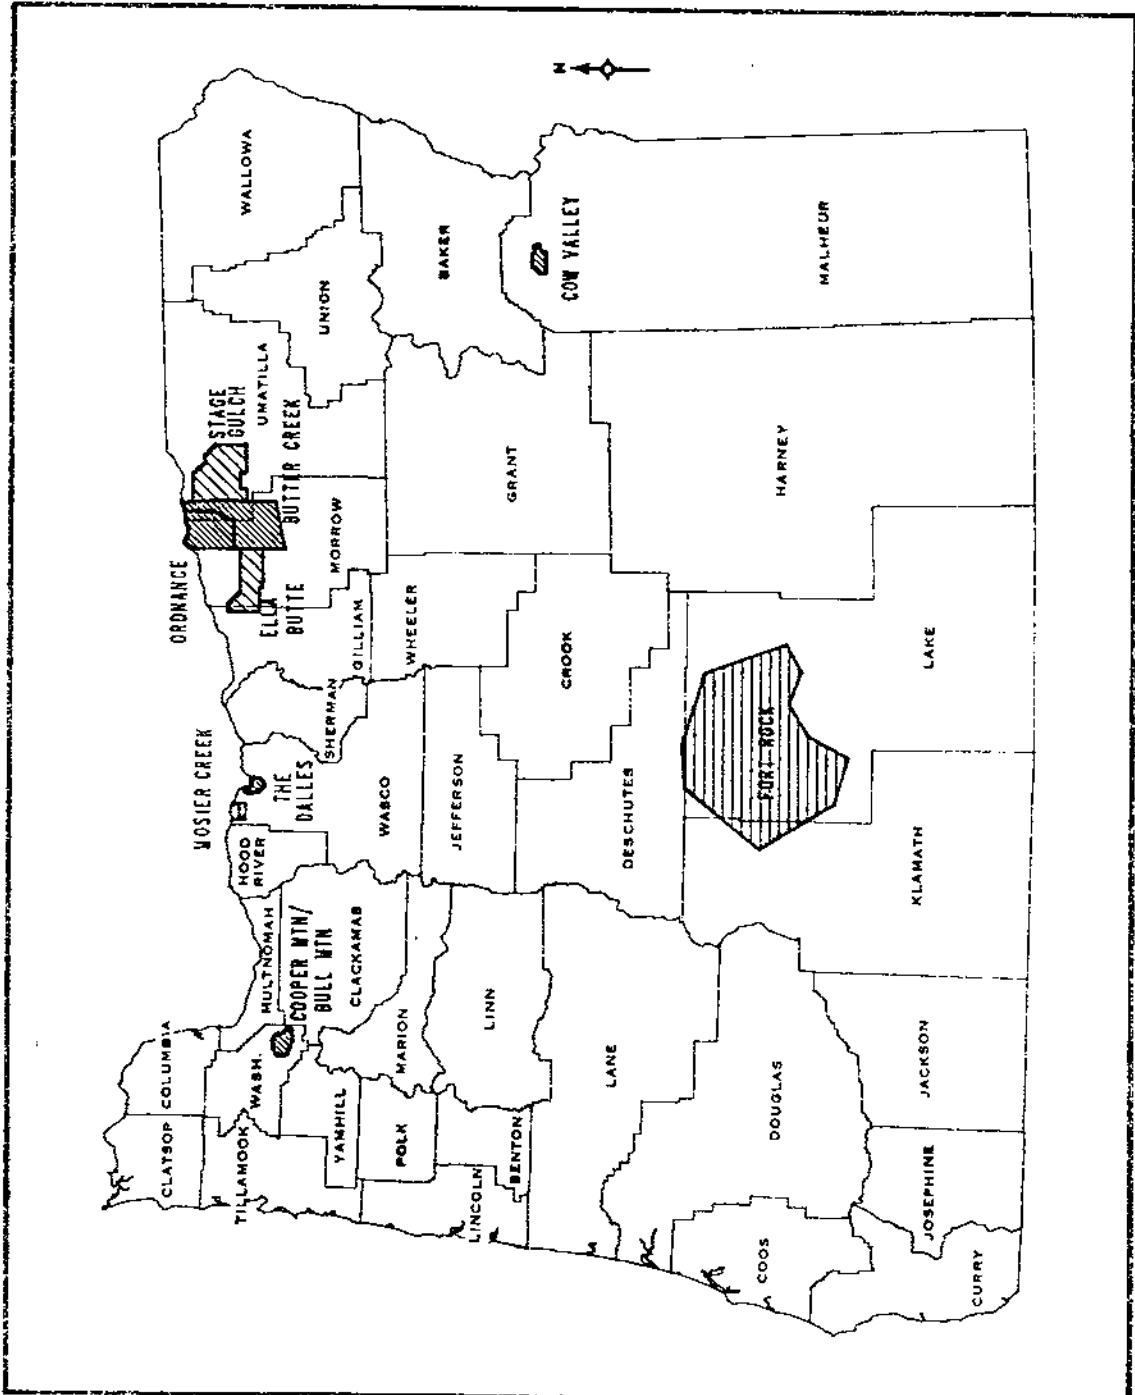 CLATSOP
COLUMBIA
ORDNANCE
MOSIER CREEK
STAGE
GULCH
WALLOWA
TILLAMOOK
WASH.
MULTNOMAH
HOOD
RIVER
THE
DALLES
ELLA
BUTTE
UMATILLA
BUTTER CREEK
COOPER MTN/
BULL MTN
UNION
YAMHILL
CLACKAMAS
SHERMAN
GILLIAM
MORROW
POLK
MARION
WASCO
WHEELER
BAKER
LINCOLN
BENTON
LINN
JEFFERSON
GRANT
N
COW VALLEY
CROOK
LANE
DESCHUTES
COOS
DOUGLAS
FORT ROCK
HARNEY
MALHEUR
JOSEPHINE
JACKSON
KLAMATH
LAKE
CURRY